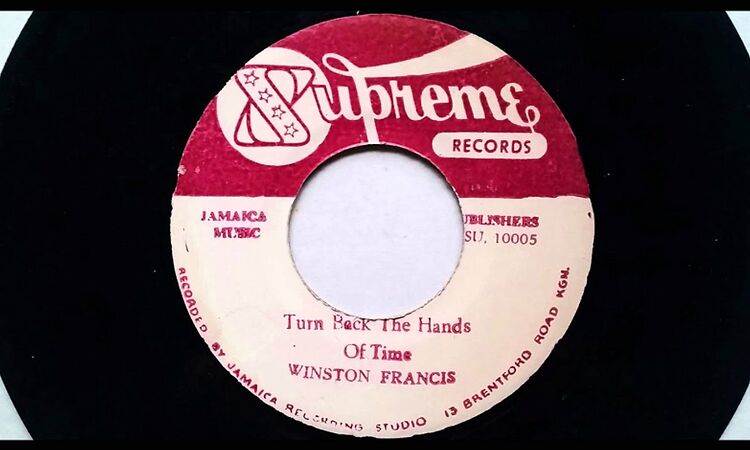 Supreme
RECORDS
JAMAICA
MUSIC
UBLISHERS
SU. 10005
Turn Back The Hands
Of Time
WINSTON FRANCIS
RECORDED BY JAMAICA RECORDING STUDIO 13 BRENTFORD ROAD KGN.